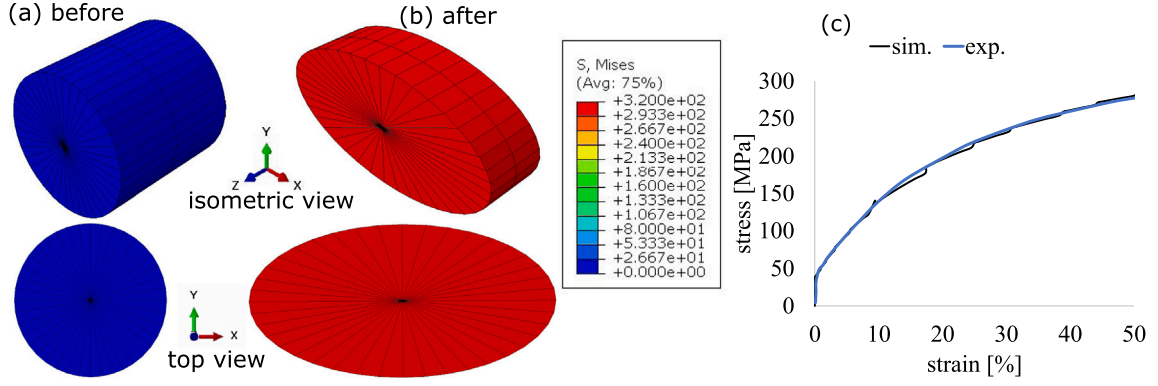 (a) before
(b) after
Y
Z
X
isometric view
Y
X
top view
S, Mises
(Avg: 75%)
+3.200e+02
+2.933e+02
+2.667e+02
+2.400e+02
+2.133e+02
+1.867e+02
+1.600e+02
+1.333e+02
+1.067e+02
+8.000e+01
+5.333e+01
+2.667e+01
+0.000e+00
(c)
sim.
exp.
stress [MPa]
300
250
200
150
100
50
0
0 10 20 30 40 50
strain [%]